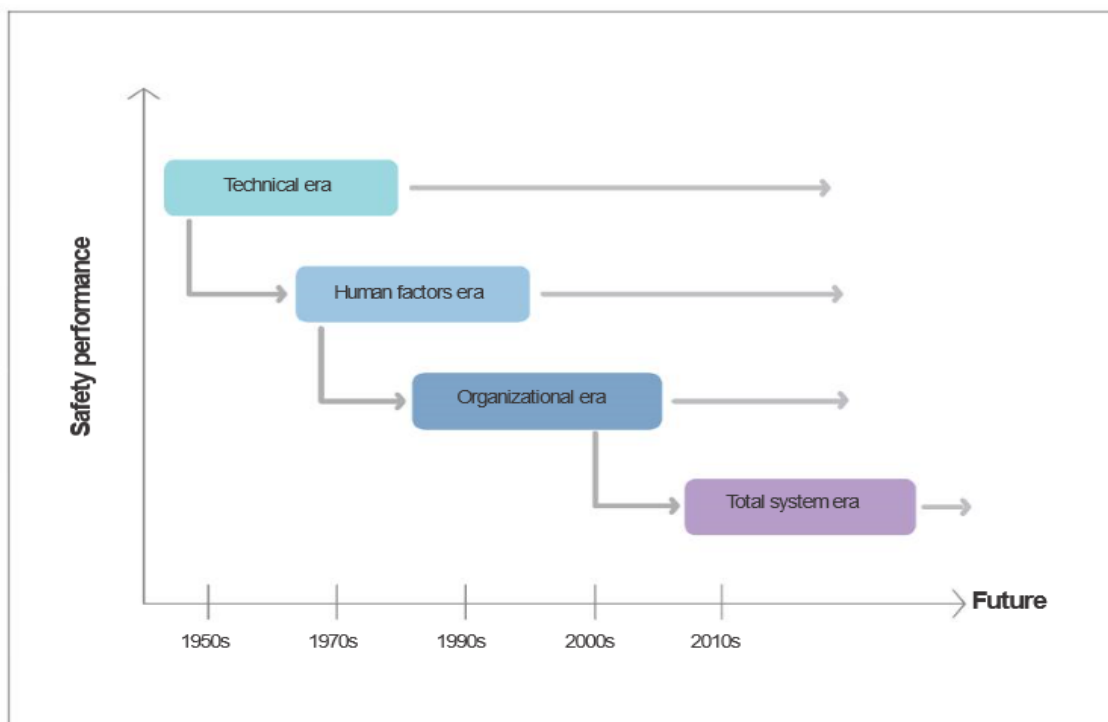 Technical era
Human factors era
Organizational era
Total system era
Safety performance
Future
1950s 1970s 1990s 2000s 2010s